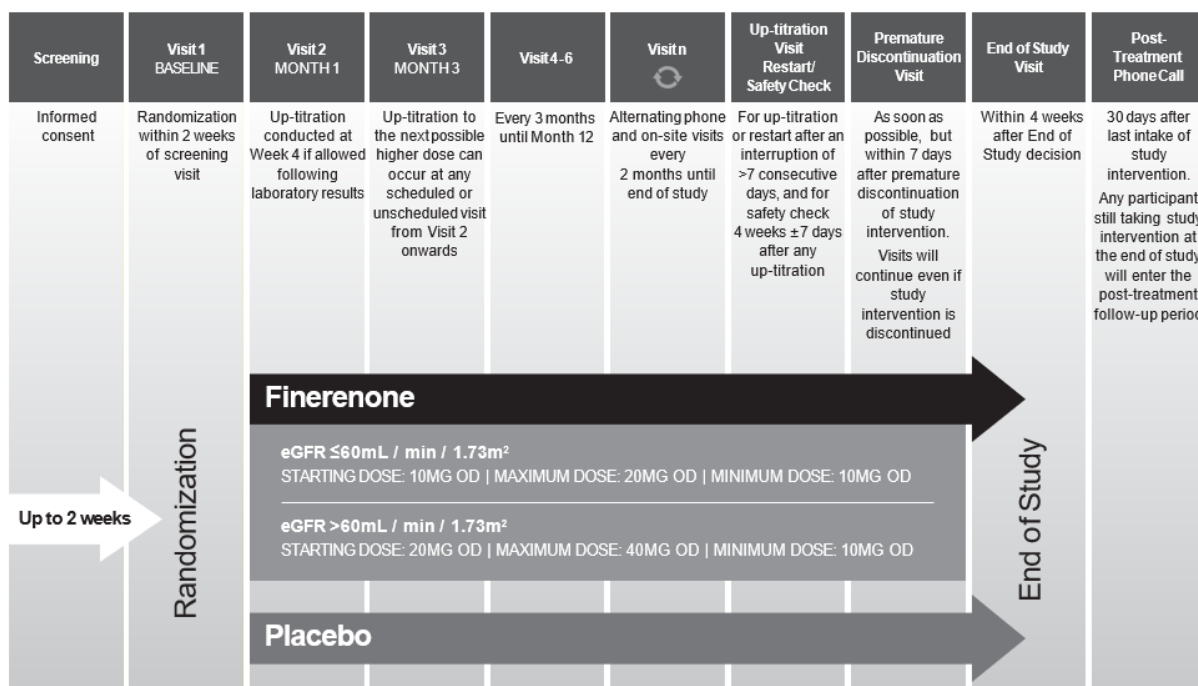 Screening
Visit 1
BASELINE
Visit 2
MONTH 1
Visit 3
MONTH 3
Visit 4-6
Visit n
Up-titration
Visit
Restart/
Safety Check
Premature
Discontinuation
Visit
End of Study
Visit
Post-
Treatment
Phone Call
Informed
consent
Randomization
within 2 weeks
of screening
visit
Up-titration
conducted at
Week 4 if allowed
following
laboratory results
Up-titration to
the next possible
higher dose can
occur at any
scheduled or
unscheduled visit
from Visit 2
onwards
Every 3 months
until Month 12
Alternating phone
and on-site visits
every
2 months until
end of study
For up-titration
or restart after an
interruption of
>7 consecutive
days, and for
safety check
4 weeks ±7 days
after any
up-titration
As soon as
possible, but
within 7 days
after premature
discontinuation
of study
intervention.
Visits will
continue even if
study
intervention is
discontinued
Within 4 weeks
after End of
Study decision
30 days after
last intake of
study
intervention.
Any participant
still taking study
intervention at
the end of study
will enter the
post-treatment
follow-up period
Up to 2 weeks
Randomization
Finerenone
eGFR ≤60mL / min / 1.73m²
STARTING DOSE: 10MG OD | MAXIMUM DOSE: 20MG OD | MINIMUM DOSE: 10MG OD
eGFR >60mL / min / 1.73m²
STARTING DOSE: 20MG OD | MAXIMUM DOSE: 40MG OD | MINIMUM DOSE: 10MG OD
Placebo
End of Study